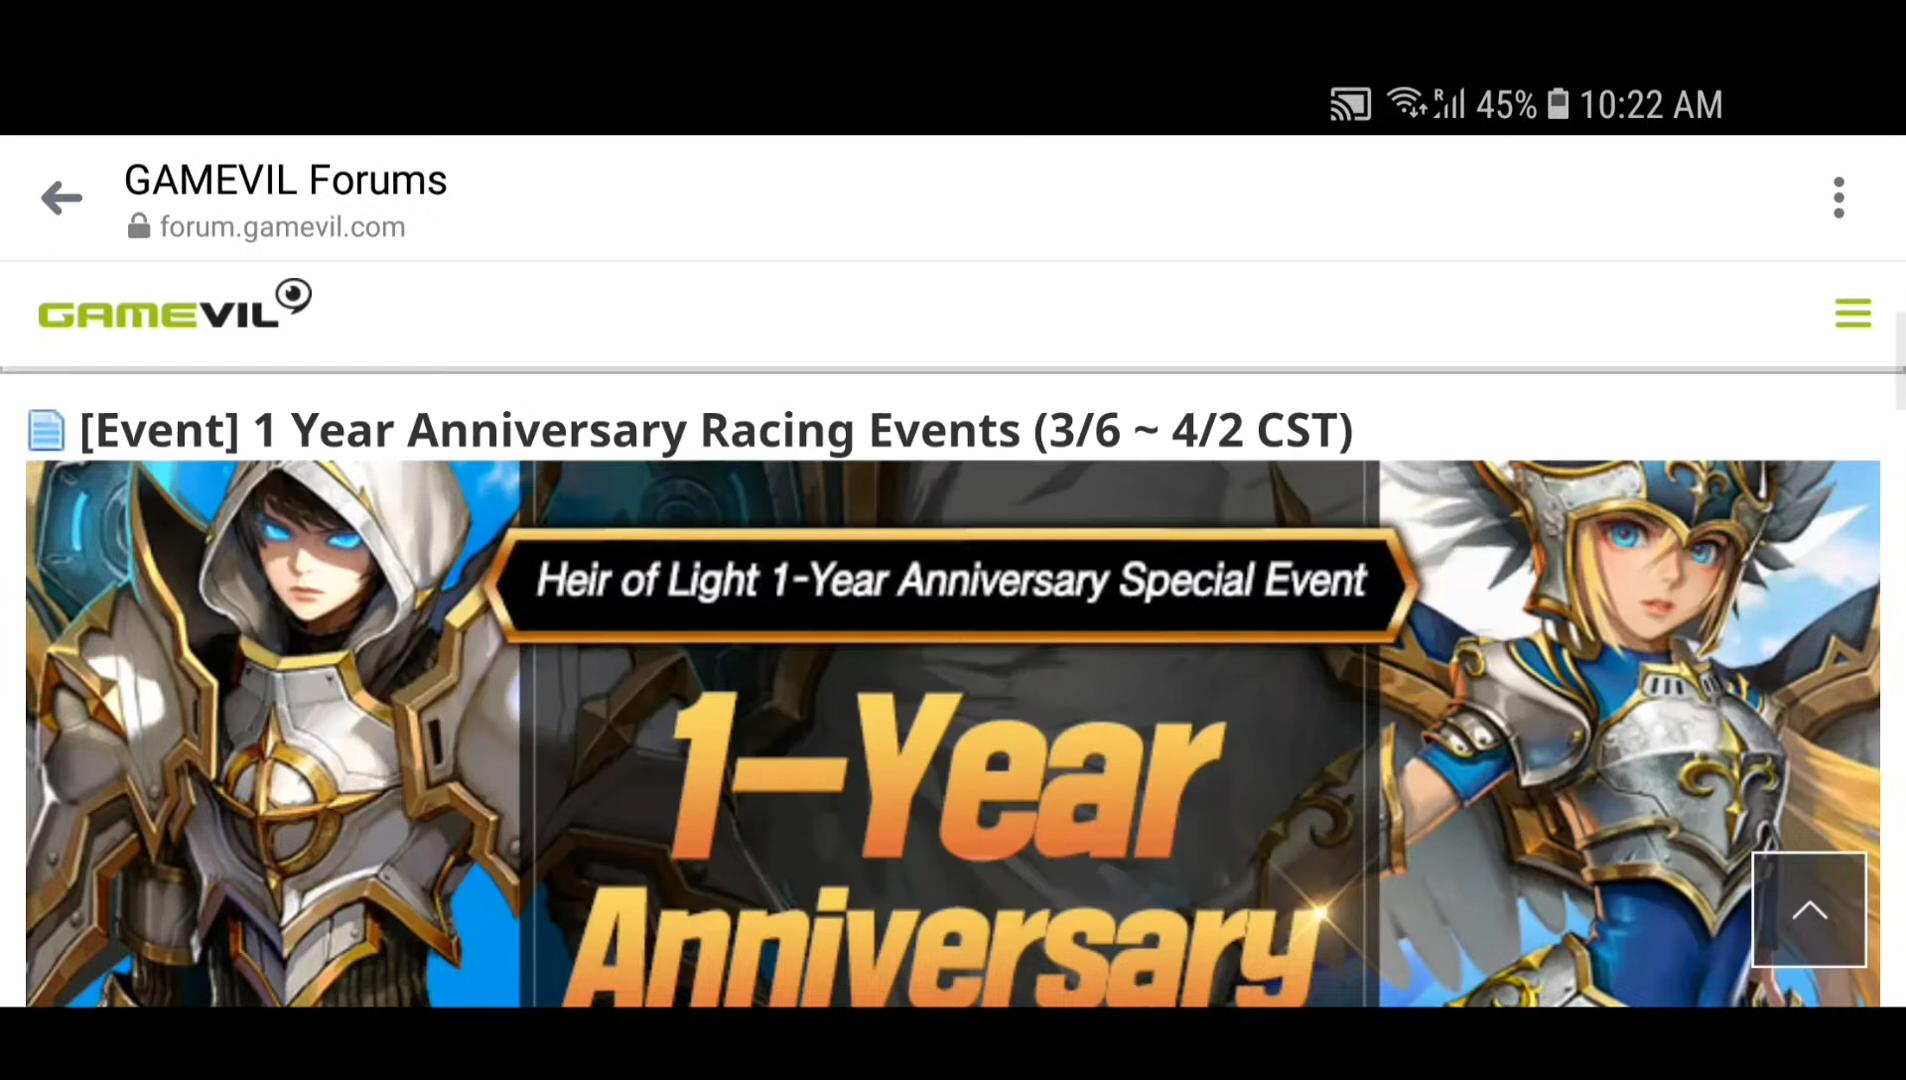 R 45% 10:22 AM
GAMEVIL Forums
forum.gamevil.com
GAMEVIL
[Event] 1 Year Anniversary Racing Events (3/6 ~ 4/2 CST)
Heir of Light 1-Year Anniversary Special Event
1-Year
Anniversary